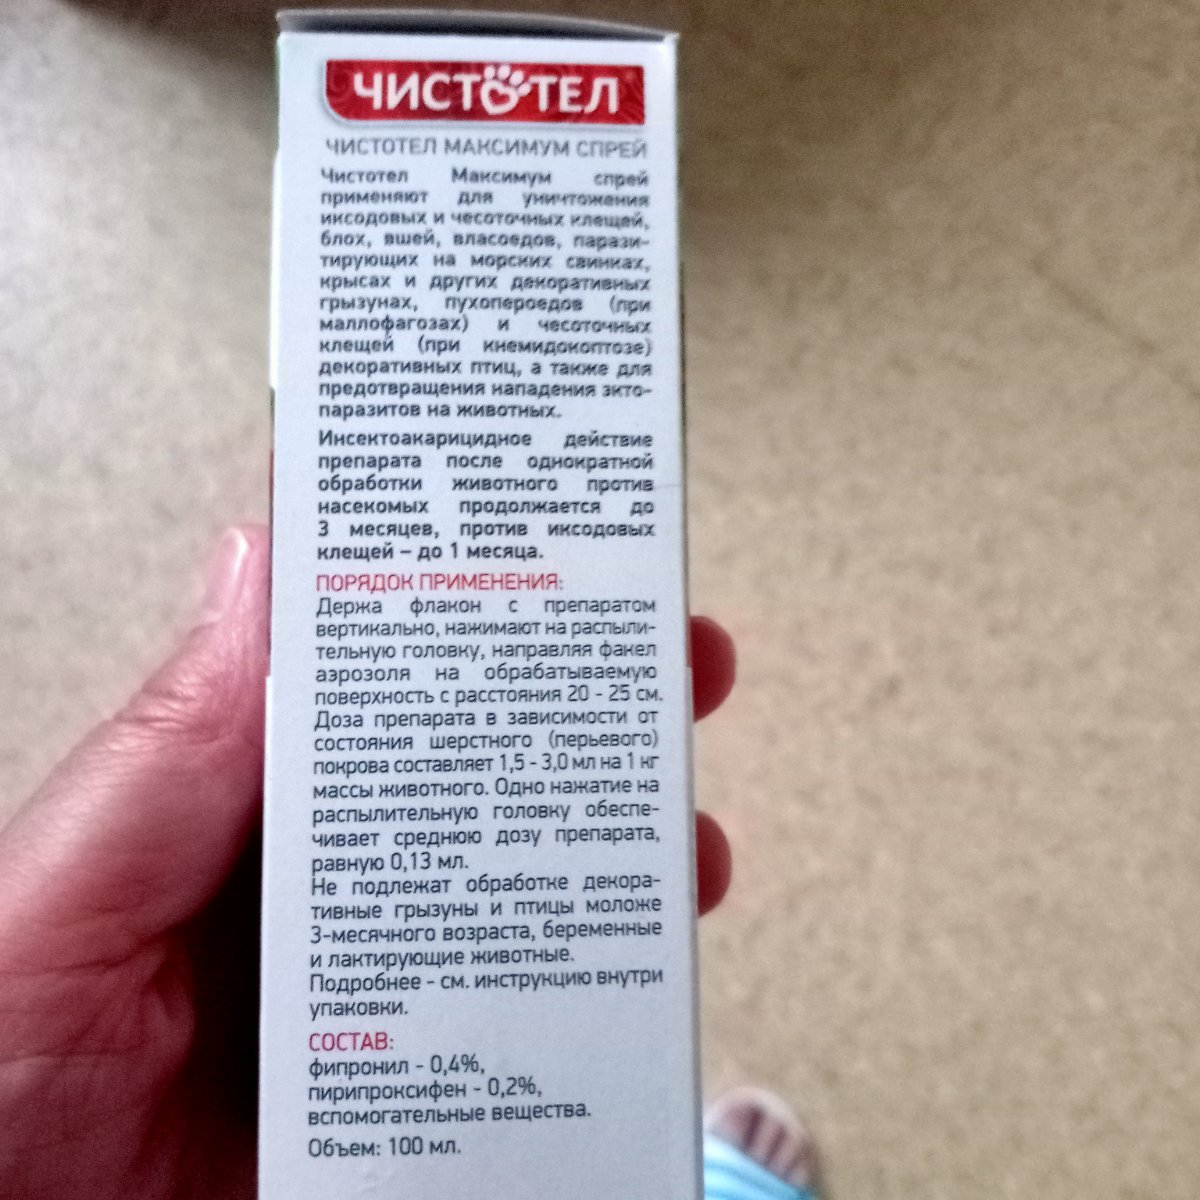 ЧИСТОТЕЛ
ЧИСТОТЕЛ МАКСИМУМ СПРЕЙ
Чистотел Максимум спрей
применяют для уничтожения
иксодовых и чесоточных клещей,
блох, вшей, власоедов, парази-
тирующих на морских свинках,
крысах и других декоративных
грызунах, пухопероедов (при
маллофагозах) и чесоточных
клещей (при кнемидокоптозе)
декоративных птиц, а также для
предотвращения нападения экто-
паразитов на животных.
Инсектоакарицидное действие
препарата после однократной
обработки животного против
насекомых продолжается до
3 месяцев, против иксодовых
клещей – до 1 месяца.
ПОРЯДОК ПРИМЕНЕНИЯ:
Держа флакон с препаратом
вертикально, нажимают на распыли-
тельную головку, направляя факел
аэрозоля на обрабатываемую
поверхность с расстояния 20 - 25 см.
Доза препарата в зависимости от
состояния шерстного (перьевого)
покрова составляет 1,5 - 3,0 мл на 1 кг
массы животного. Одно нажатие на
распылительную головку обеспе-
чивает среднюю дозу препарата,
равную 0,13 мл.
Не подлежат обработке декора-
тивные грызуны и птицы моложе
3-месячного возраста, беременные
и лактирующие животные.
Подробнее - см. инструкцию внутри
упаковки.
СОСТАВ:
фипронил - 0,4%,
пирипроксифен - 0,2%,
вспомогательные вещества.
Объем: 100 мл.